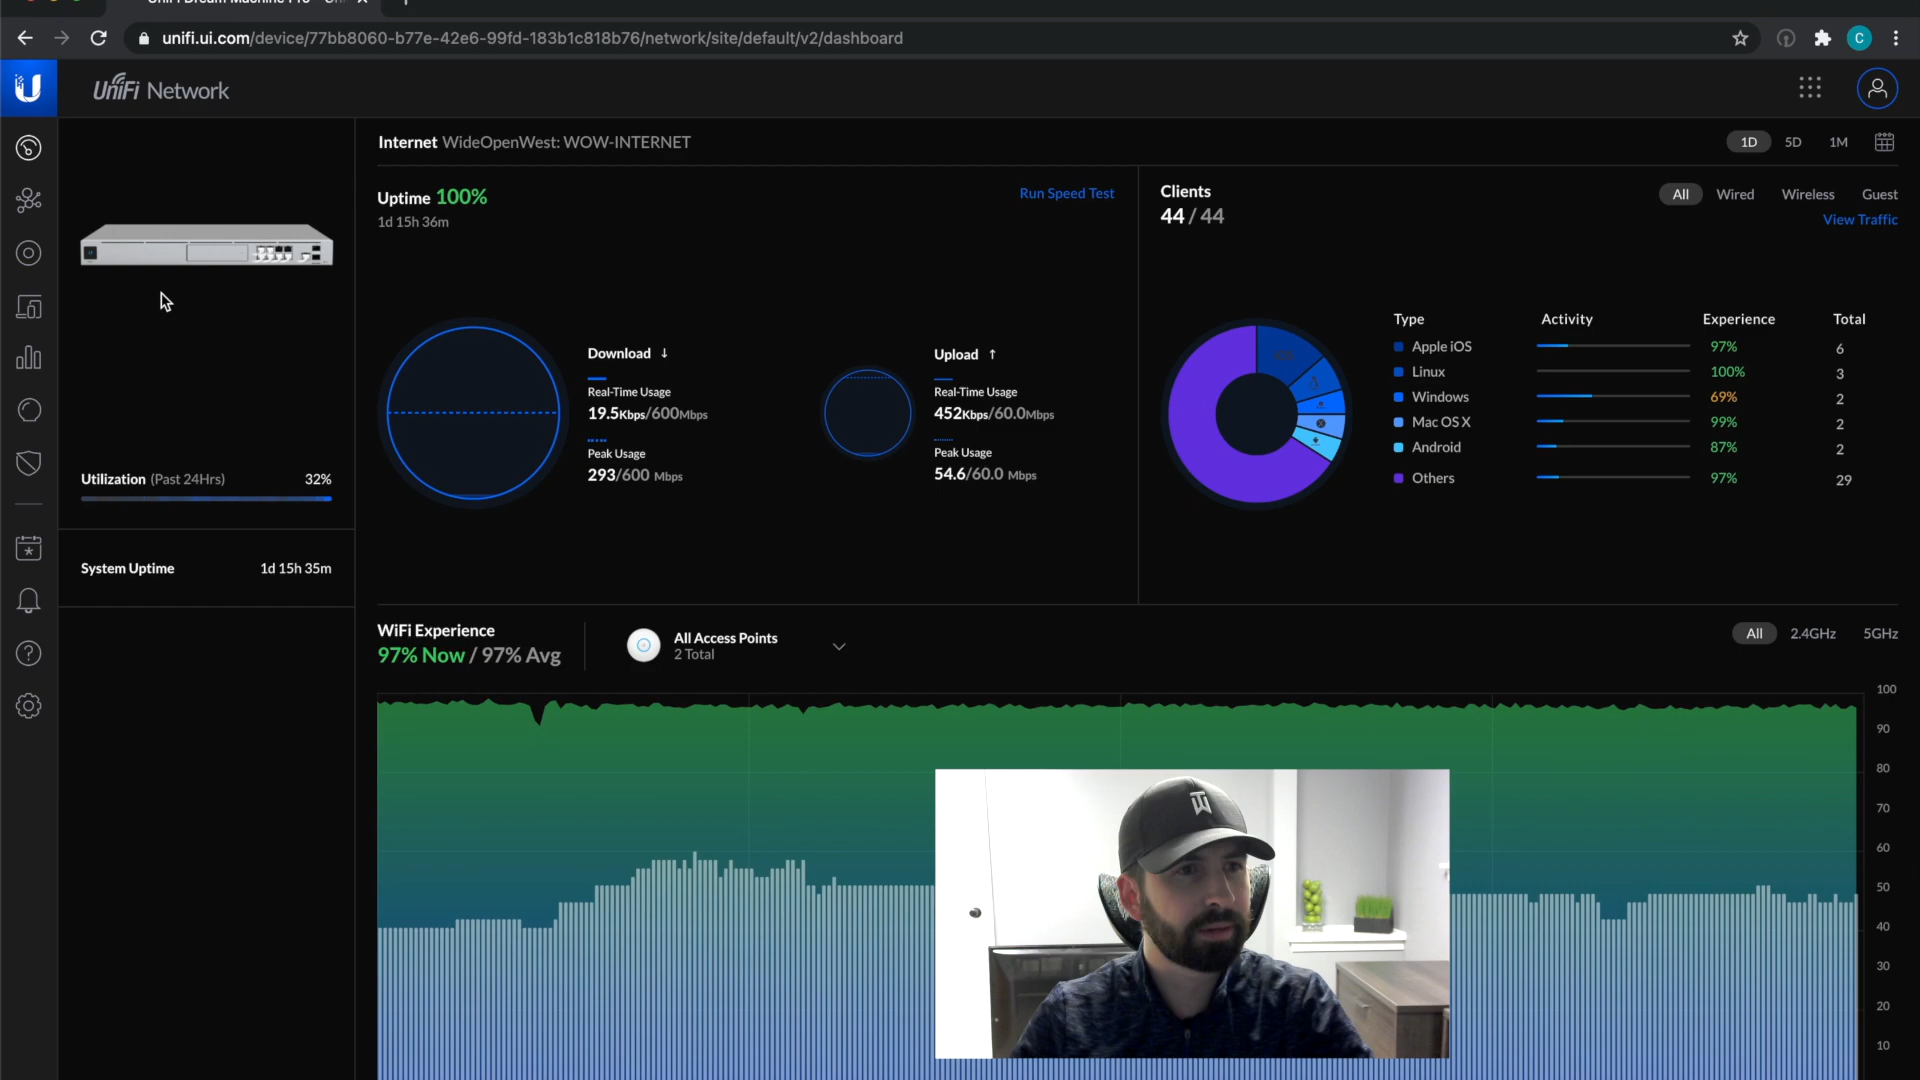 UniFi Dream Machine Pro
unifi.ui.com/device/77bb8060-b77e-42e6-99fd-183b1c818b76/network/site/default/v2/dashboard
C
U
UniFi Network
Internet WideOpenWest: WOW-INTERNET
1D 5D 1M
Uptime 100%
1d 15h 36m
Run Speed Test
Clients
44 / 44
All Wired Wireless Guest
View Traffic
Download ↓
Real-Time Usage
19.5Kbps/600Mbps
Peak Usage
293/600 Mbps
Upload ↑
Real-Time Usage
452Kbps/60.0Mbps
Peak Usage
54.6/60.0 Mbps
Type Activity Experience Total
Apple iOS 97% 6
Linux 100% 3
Windows 69% 2
Mac OS X 99% 2
Android 87% 2
Others 97% 29
Utilization (Past 24Hrs) 32%
System Uptime 1d 15h 35m
WiFi Experience
97% Now / 97% Avg
All Access Points
2 Total
All 2.4GHz 5GHz
100
90
80
70
60
50
40
30
20
10
TW